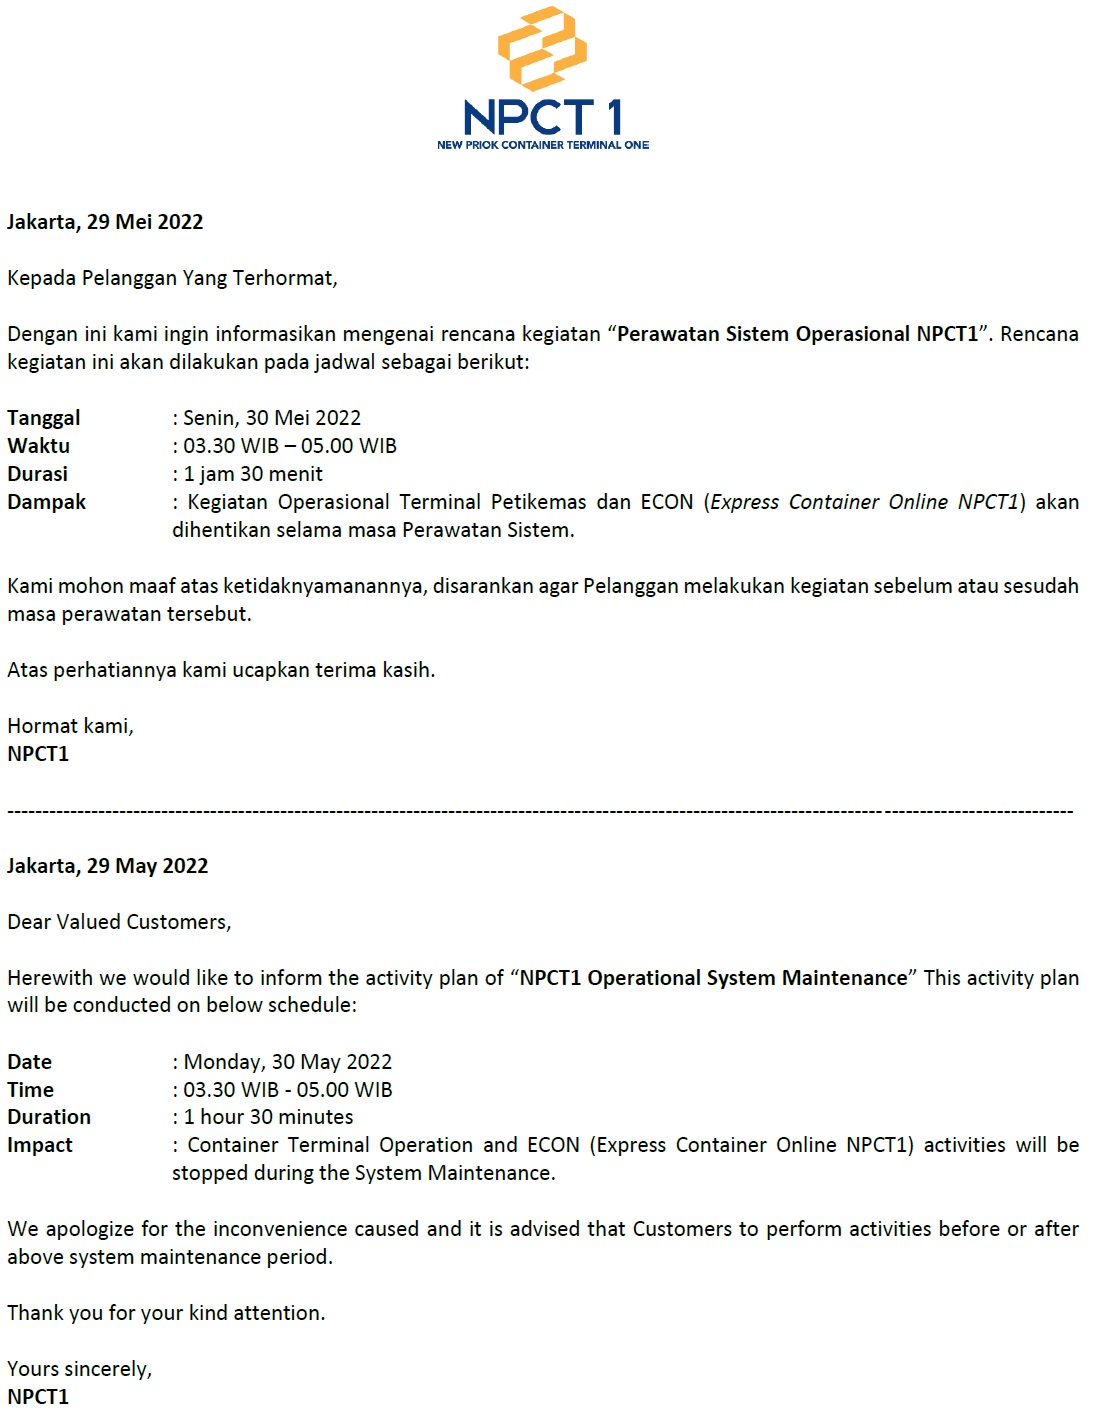 NPCT 1
NEW PRIOK CONTAINER TERMINAL ONE
Jakarta, 29 Mei 2022
Kepada Pelanggan Yang Terhormat,
Dengan ini kami ingin informasikan mengenai rencana kegiatan “Perawatan Sistem Operasional NPCT1”. Rencana
kegiatan ini akan dilakukan pada jadwal sebagai berikut:
Tanggal : Senin, 30 Mei 2022
Waktu : 03.30 WIB – 05.00 WIB
Durasi : 1 jam 30 menit
Dampak : Kegiatan Operasional Terminal Petikemas dan ECON (Express Container Online NPCT1) akan
dihentikan selama masa Perawatan Sistem.
Kami mohon maaf atas ketidaknyamanannya, disarankan agar Pelanggan melakukan kegiatan sebelum atau sesudah
masa perawatan tersebut.
Atas perhatiannya kami ucapkan terima kasih.
Hormat kami,
NPCT1
---------------------------------------------------------------------------------------------------------------------------------------------------------
Jakarta, 29 May 2022
Dear Valued Customers,
Herewith we would like to inform the activity plan of “NPCT1 Operational System Maintenance” This activity plan
will be conducted on below schedule:
Date : Monday, 30 May 2022
Time : 03.30 WIB - 05.00 WIB
Duration : 1 hour 30 minutes
Impact : Container Terminal Operation and ECON (Express Container Online NPCT1) activities will be
stopped during the System Maintenance.
We apologize for the inconvenience caused and it is advised that Customers to perform activities before or after
above system maintenance period.
Thank you for your kind attention.
Yours sincerely,
NPCT1